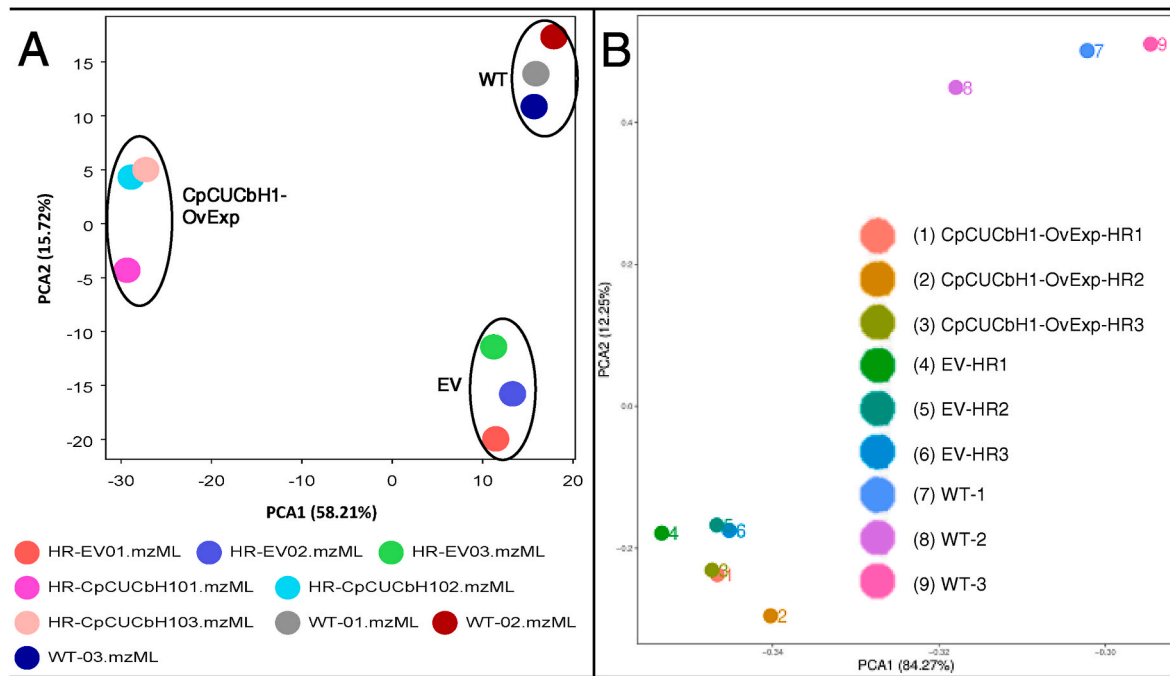 A
WT
CpCUCbH1-
OvExp
EV
PCA2 (15.72%)
15
10
5
0
-5
-10
-15
-20
-30
-20
-10
0
10
20
PCA1 (58.21%)
HR-EV01.mzML
HR-EV02.mzML
HR-EV03.mzML
HR-CpCUCbH101.mzML
HR-CpCUCbH102.mzML
HR-CpCUCbH103.mzML
WT-01.mzML
WT-02.mzML
WT-03.mzML
B
7
9
8
0.4
0.2
0.0
-0.2
PCA2 (12.25%)
(1) CpCUCbH1-OvExp-HR1
(2) CpCUCbH1-OvExp-HR2
(3) CpCUCbH1-OvExp-HR3
(4) EV-HR1
(5) EV-HR2
(6) EV-HR3
(7) WT-1
(8) WT-2
(9) WT-3
4
5
6
3
1
2
-0.34
-0.32
-0.30
PCA1 (84.27%)